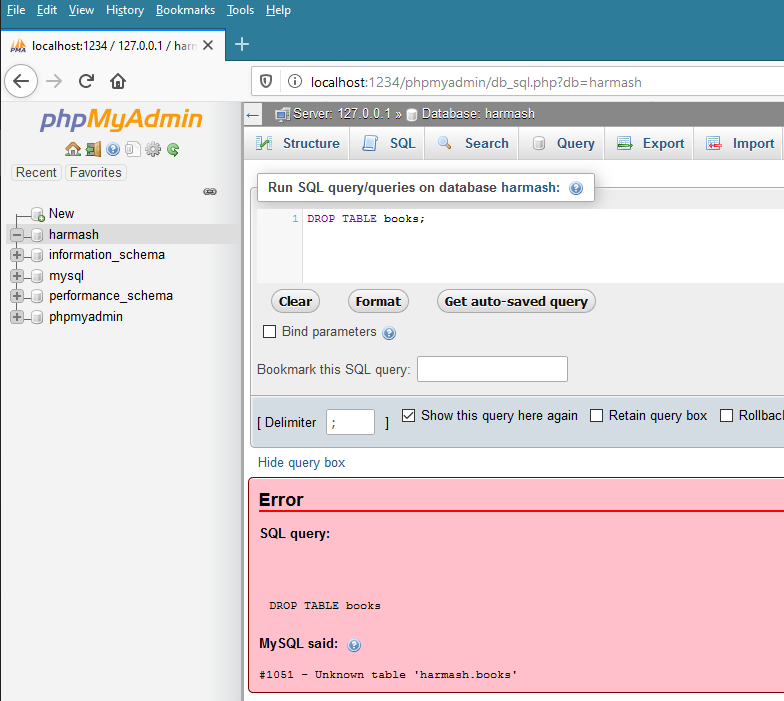 File Edit View History Bookmarks Tools Help
localhost:1234 / 127.0.0.1 / harm
localhost:1234/phpmyadmin/db_sql.php?db=harmash
phpMyAdmin
Recent Favorites
New
harmash
information_schema
mysql
performance_schema
phpmyadmin
Server: 127.0.0.1 » Database: harmash
Structure SQL Search Query Export Import
Run SQL query/queries on database harmash:
1 DROP TABLE books;
Clear Format Get auto-saved query
Bind parameters
Bookmark this SQL query:
[ Delimiter ; ] Show this query here again Retain query box Rollbac
Hide query box
Error
SQL query:
DROP TABLE books
MySQL said:
#1051 - Unknown table 'harmash.books'